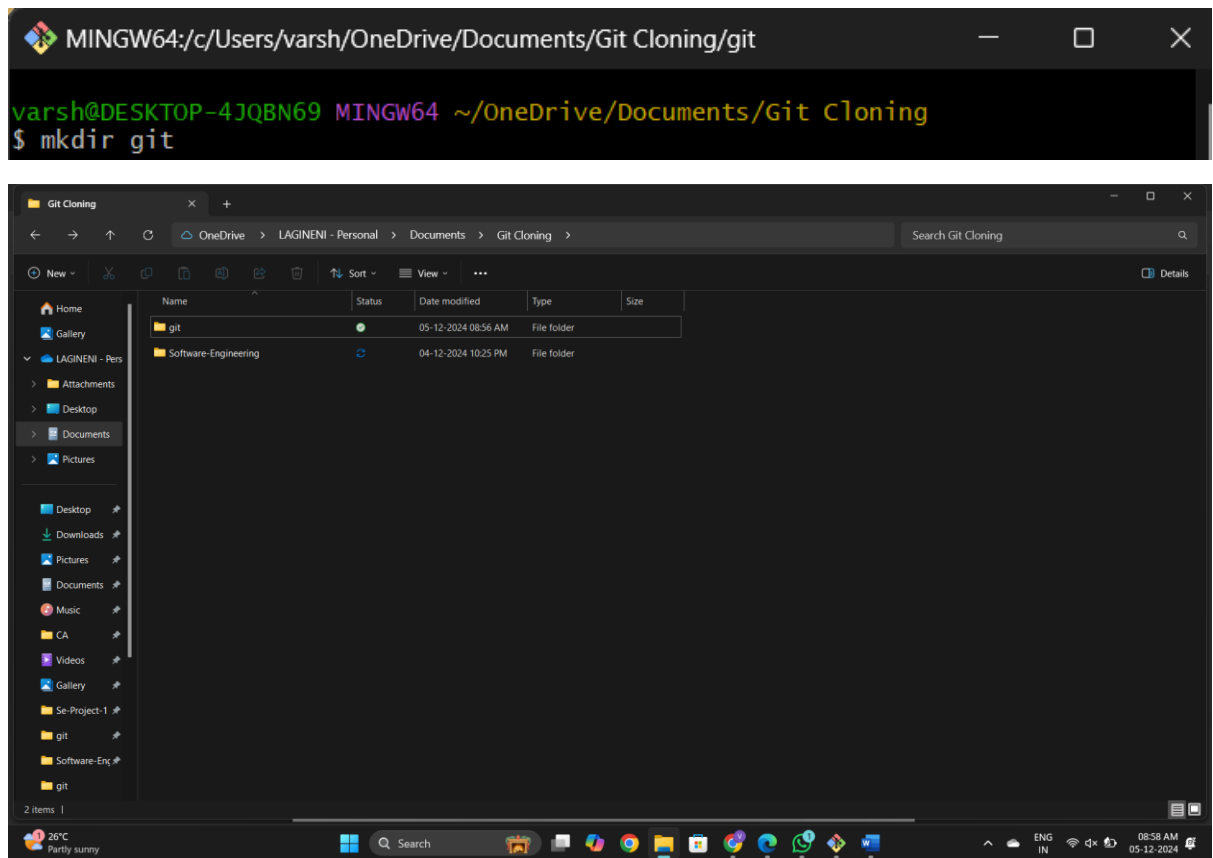 MINGW64:/c/Users/varsh/OneDrive/Documents/Git Cloning/git
varsh@DESKTOP-4JQBN69 MINGW64 ~/OneDrive/Documents/Git Cloning
$ mkdir git
Git Cloning
OneDrive > LAGINENI - Personal > Documents > Git Cloning >
Search Git Cloning
New
Sort
View
Details
Name Status Date modified Type Size
git 05-12-2024 08:56 AM File folder
Software-Engineering 04-12-2024 10:25 PM File folder
Home
Gallery
LAGINENI - Pers
Attachments
Desktop
Documents
Pictures
Desktop
Downloads
Pictures
Documents
Music
CA
Videos
Gallery
Se-Project-1
git
Software-Eng
git
2 items
1
26°C
Partly sunny
Search
ENG
IN
08:58 AM
05-12-2024